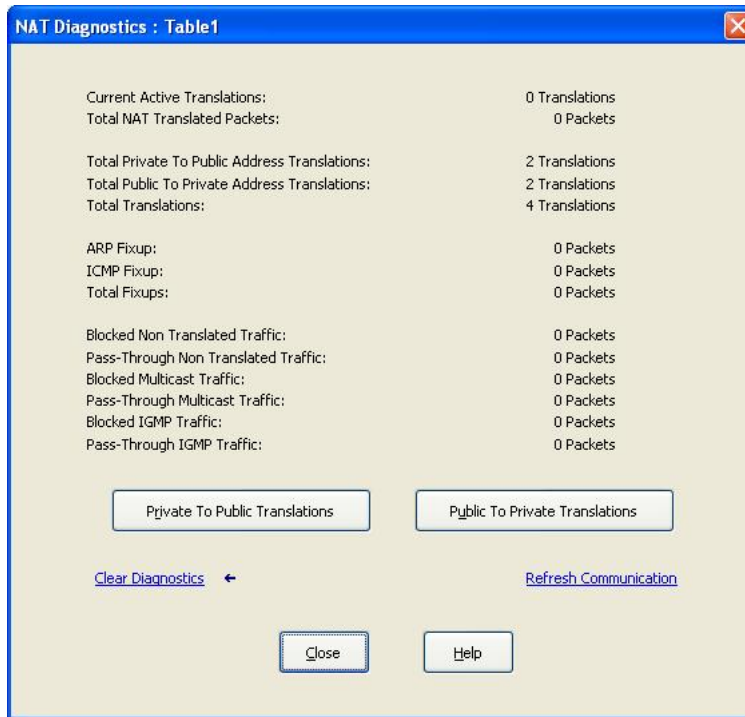 NAT Diagnostics : Table1
Current Active Translations: 0 Translations
Total NAT Translated Packets: 0 Packets
Total Private To Public Address Translations: 2 Translations
Total Public To Private Address Translations: 2 Translations
Total Translations: 4 Translations
ARP Fixup: 0 Packets
ICMP Fixup: 0 Packets
Total Fixups: 0 Packets
Blocked Non Translated Traffic: 0 Packets
Pass-Through Non Translated Traffic: 0 Packets
Blocked Multicast Traffic: 0 Packets
Pass-Through Multicast Traffic: 0 Packets
Blocked IGMP Traffic: 0 Packets
Pass-Through IGMP Traffic: 0 Packets
Private To Public Translations Public To Private Translations
Clear Diagnostics ← Refresh Communication
Close Help